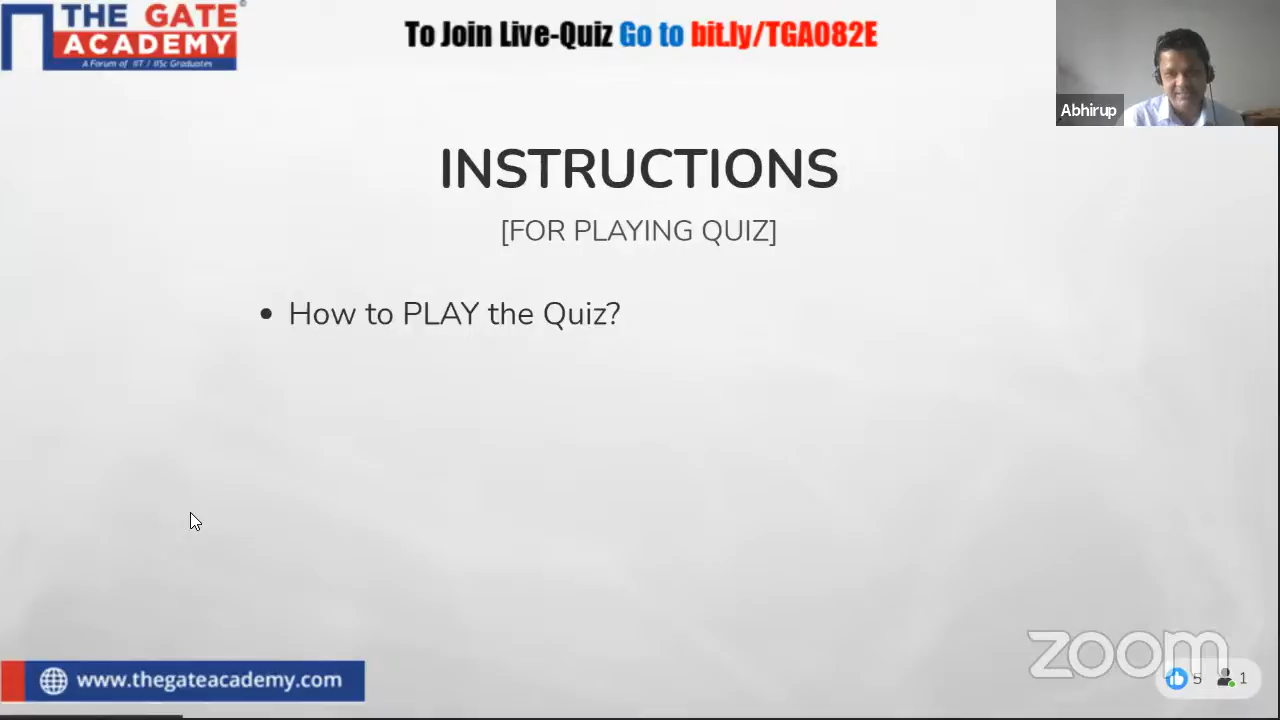 THE GATE
ACADEMY
A Forum of IIT / IISc Graduates
To Join Live-Quiz Go to bit.ly/TGA082E
Abhirup
INSTRUCTIONS
[FOR PLAYING QUIZ]
• How to PLAY the Quiz?
www.thegateacademy.com
zoom
5 1